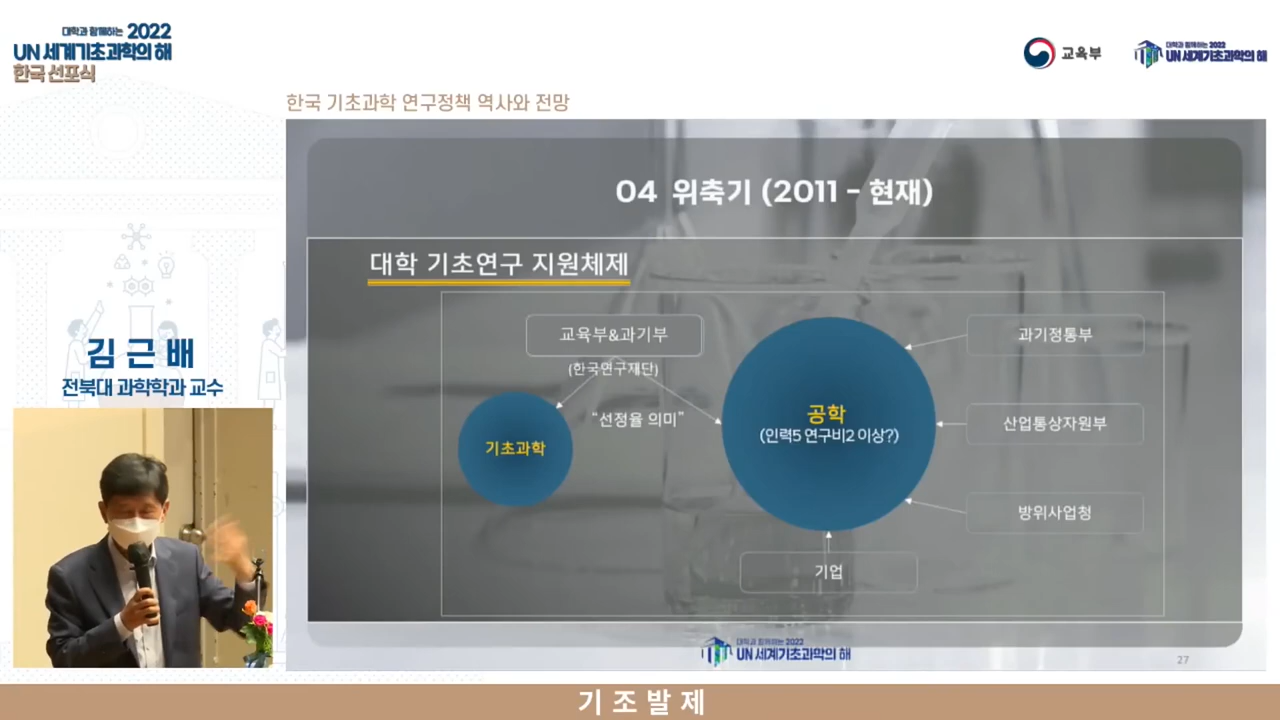 대학과 함께하는 2022
UN 세계기초과학의 해
한국 선포식
교육부
대학과 함께하는 2022
UN 세계기초과학의 해
한국 기초과학 연구정책 역사와 전망
04 위축기 (2011 - 현재)
대학 기초연구 지원체제
교육부&과기부
(한국연구재단)
"선정율 의미"
기초과학
공학
(인력5 연구비2 이상?)
과기정통부
산업통상자원부
방위사업청
기업
대학과 함께하는 2022
UN 세계기초과학의 해
27
김근배
전북대 과학학과 교수
기조발제